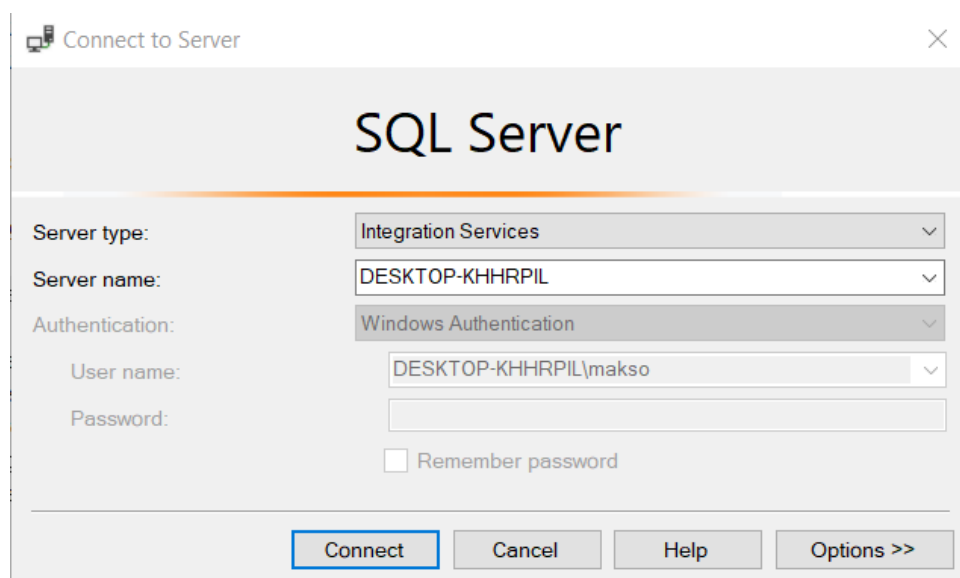 Connect to Server
SQL Server
Server type: Integration Services
Server name: DESKTOP-KHHRPIL
Authentication: Windows Authentication
User name: DESKTOP-KHHRPIL\makso
Password:
Remember password
Connect Cancel Help Options >>